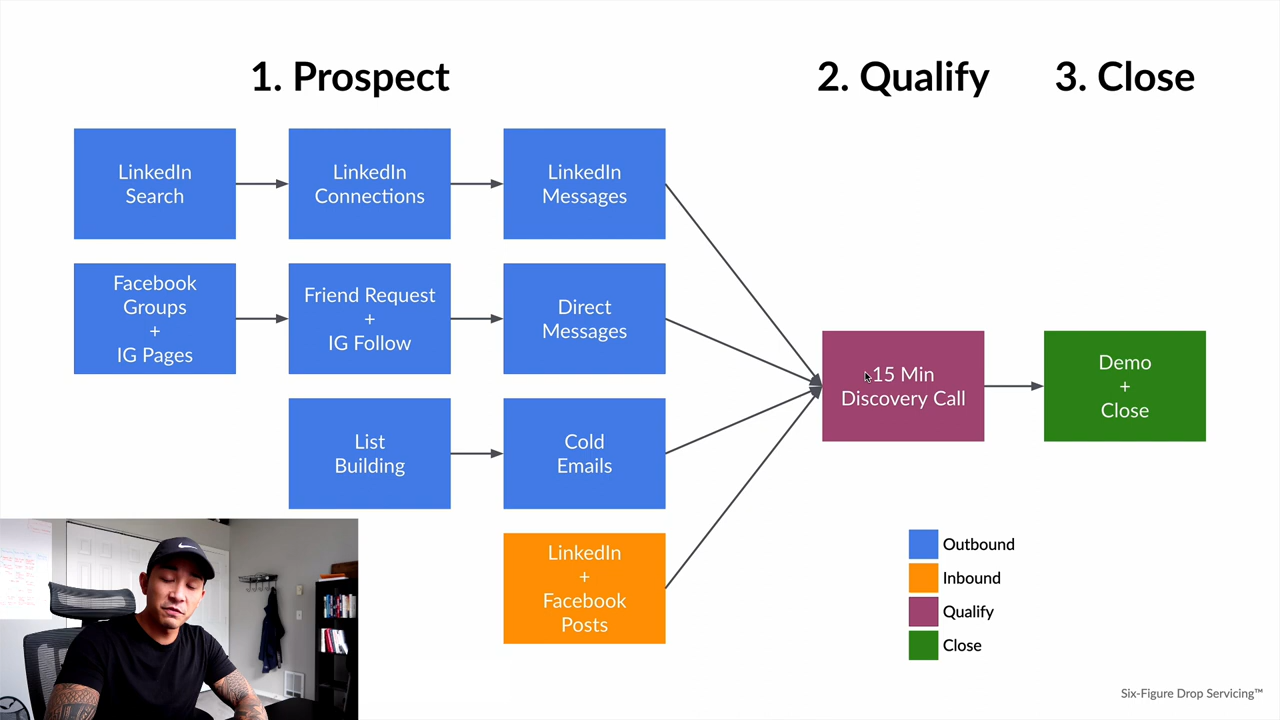 1. Prospect
2. Qualify
3. Close
LinkedIn
Search
LinkedIn
Connections
LinkedIn
Messages
Facebook
Groups
+
IG Pages
Friend Request
+
IG Follow
Direct
Messages
15 Min
Discovery Call
Demo
+
Close
List
Building
Cold
Emails
LinkedIn
+
Facebook
Posts
Outbound
Inbound
Qualify
Close
Six-Figure Drop Servicing™